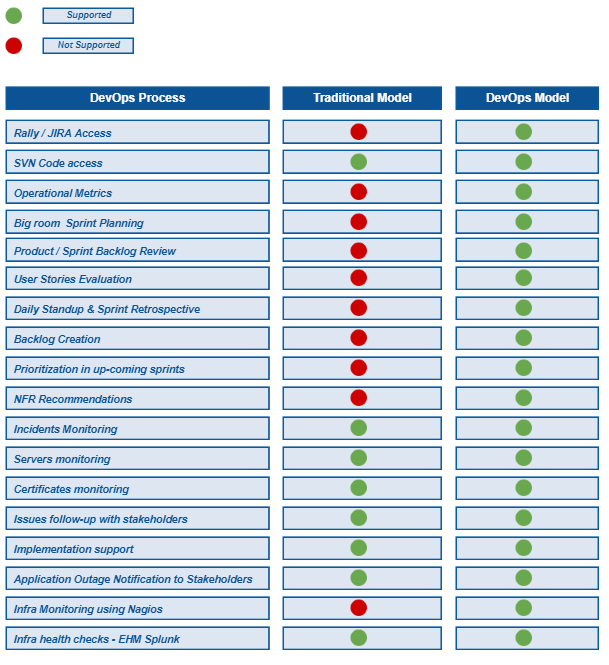 Supported
Not Supported
DevOps Process Traditional Model DevOps Model
Rally / JIRA Access
SVN Code access
Operational Metrics
Big room Sprint Planning
Product / Sprint Backlog Review
User Stories Evaluation
Daily Standup & Sprint Retrospective
Backlog Creation
Prioritization in up-coming sprints
NFR Recommendations
Incidents Monitoring
Servers monitoring
Certificates monitoring
Issues follow-up with stakeholders
Implementation support
Application Outage Notification to Stakeholders
Infra Monitoring using Nagios
Infra health checks - EHM Splunk